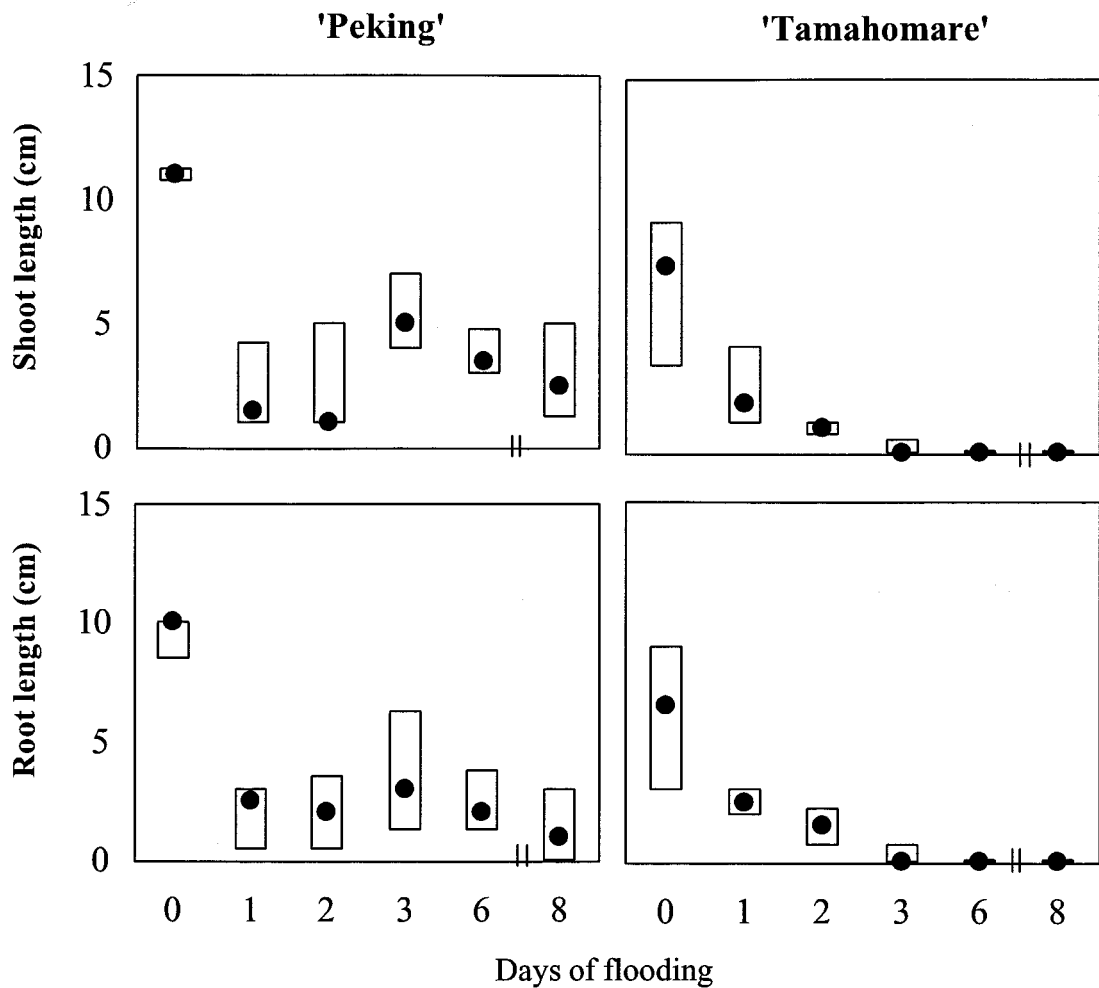 'Peking' 'Tamahomare'
Shoot length (cm)
15
10
5
0
Root length (cm)
15
10
5
0
0 1 2 3 6 8 0 1 2 3 6 8
Days of flooding